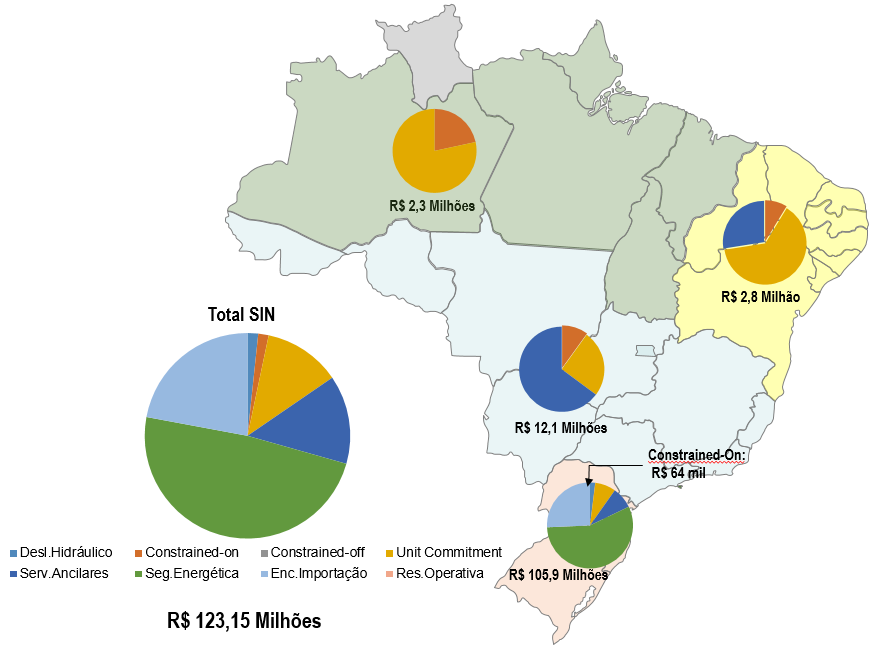 R$ 2,3 Milhões
R$ 2,8 Milhão
Total SIN
R$ 12,1 Milhões
Constrained-On:
R$ 64 mil
Desl.Hidráulico
Constrained-on
Constrained-off
Unit Commitment
Serv.Ancilares
Seg.Energética
Enc.Importação
Res.Operativa
R$ 105,9 Milhões
R$ 123,15 Milhões